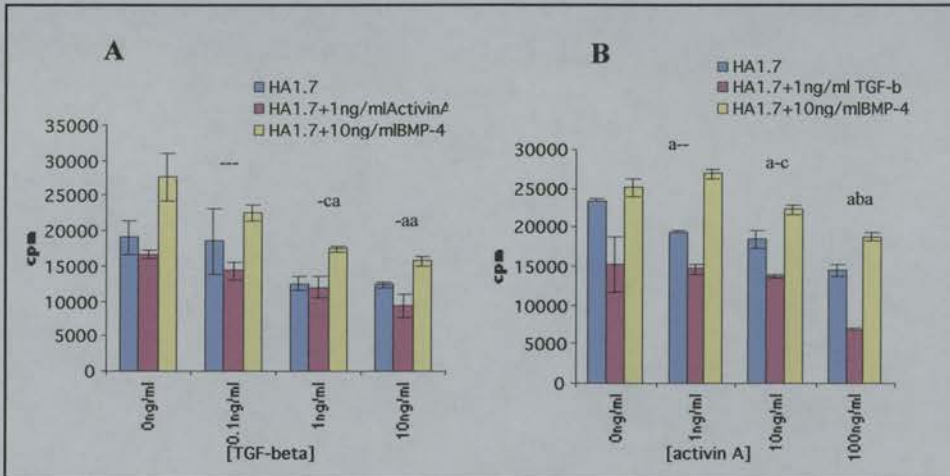 A
HA1.7
HA1.7+1ng/mlActivinA
HA1.7+10ng/mlBMP-4
35000
30000
25000
20000
15000
10000
5000
0
cpm
---
-ca
-aa
0ng/ml
0.1ng/ml
1ng/ml
10ng/ml
[TGF-beta]
B
HA1.7
HA1.7+1ng/ml TGF-b
HA1.7+10ng/mlBMP-4
30000
25000
20000
15000
10000
5000
0
cpm
a--
a-c
aba
0ng/ml
1ng/ml
10ng/ml
100ng/ml
[activin A]